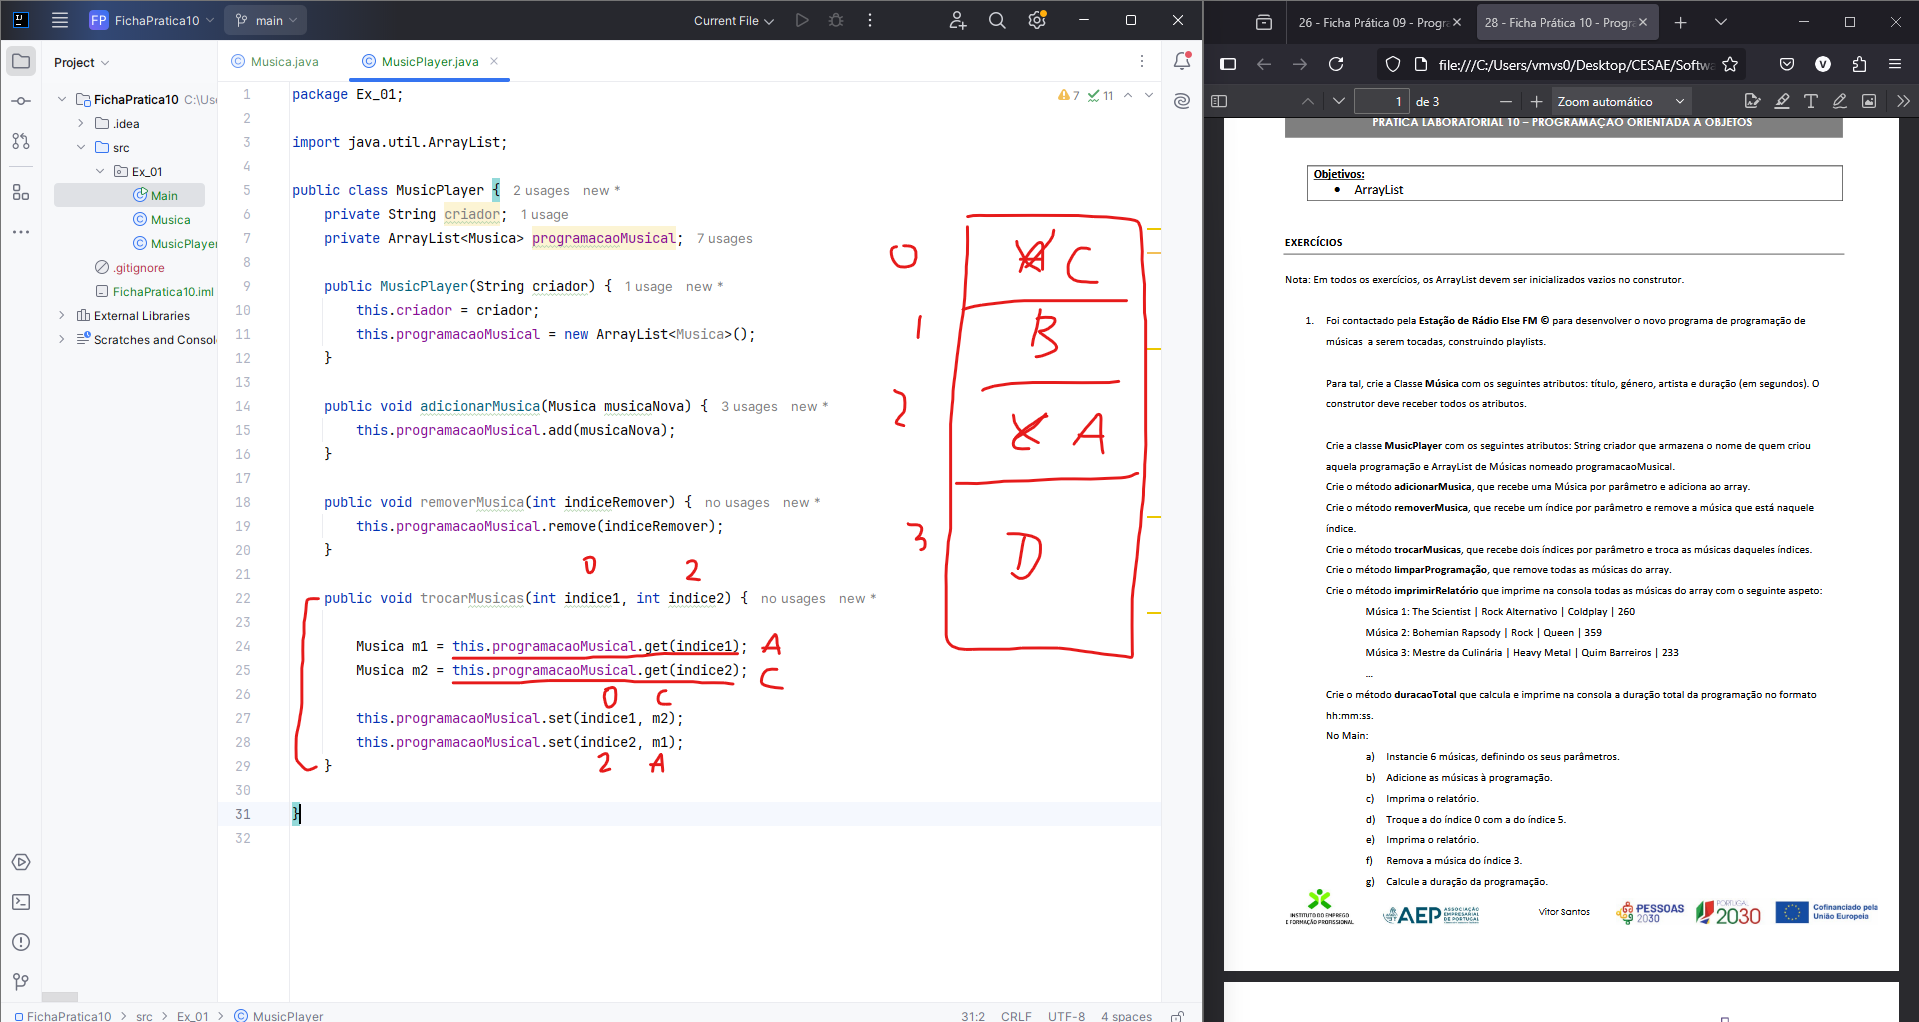 FP FichaPratica10 main Current File
Project
FichaPratica10 C:\Use
.idea
src
Ex_01
Main
Musica
MusicPlayer
.gitignore
FichaPratica10.iml
External Libraries
Scratches and Consol
Musica.java MusicPlayer.java
7 11
1 package Ex_01;
2
3 import java.util.ArrayList;
4
5 public class MusicPlayer { 2 usages new *
6 private String criador; 1 usage
7 private ArrayList<Musica> programacaoMusical; 7 usages
8
9 public MusicPlayer(String criador) { 1 usage new *
10 this.criador = criador;
11 this.programacaoMusical = new ArrayList<Musica>();
12 }
13
14 public void adicionarMusica(Musica musicaNova) { 3 usages new *
15 this.programacaoMusical.add(musicaNova);
16 }
17
18 public void removerMusica(int indiceRemover) { no usages new *
19 this.programacaoMusical.remove(indiceRemover);
20 }
21
0 2
22 public void trocarMusicas(int indice1, int indice2) { no usages new *
23
24 Musica m1 = this.programacaoMusical.get(indice1); A
25 Musica m2 = this.programacaoMusical.get(indice2); C
26
0 C
27 this.programacaoMusical.set(indice1, m2);
28 this.programacaoMusical.set(indice2, m1);
2 A
29 }
30
31 }
32
0 A C
1 B
2 C A
3 D
FichaPratica10 > src > Ex_01 > MusicPlayer
31:2 CRLF UTF-8 4 spaces
26 - Ficha Prática 09 - Progra
28 - Ficha Prática 10 - Progra
file:///C:/Users/vmvs0/Desktop/CESAE/Softwa
V
1 de 3
Zoom automático
PRÁTICA LABORATORIAL 10 – PROGRAMAÇÃO ORIENTADA A OBJETOS
Objetivos:
• ArrayList
EXERCÍCIOS
Nota: Em todos os exercícios, os ArrayList devem ser inicializados vazios no construtor.
1. Foi contactado pela Estação de Rádio Else FM © para desenvolver o novo programa de programação de
músicas a serem tocadas, construindo playlists.
Para tal, crie a Classe Música com os seguintes atributos: título, género, artista e duração (em segundos). O
construtor deve receber todos os atributos.
Crie a classe MusicPlayer com os seguintes atributos: String criador que armazena o nome de quem criou
aquela programação e ArrayList de Músicas nomeado programacaoMusical.
Crie o método adicionarMusica, que recebe uma Música por parâmetro e adiciona ao array.
Crie o método removerMusica, que recebe um índice por parâmetro e remove a música que está naquele
índice.
Crie o método trocarMusicas, que recebe dois índices por parâmetro e troca as músicas daqueles índices.
Crie o método limparProgramação, que remove todas as músicas do array.
Crie o método imprimirRelatório que imprime na consola todas as músicas do array com o seguinte aspeto:
Música 1: The Scientist | Rock Alternativo | Coldplay | 260
Música 2: Bohemian Rapsody | Rock | Queen | 359
Música 3: Mestre da Culinária | Heavy Metal | Quim Barreiros | 233
...
Crie o método duracaoTotal que calcula e imprime na consola a duração total da programação no formato
hh:mm:ss.
No Main:
a) Instancie 6 músicas, definindo os seus parâmetros.
b) Adicione as músicas à programação.
c) Imprima o relatório.
d) Troque a do índice 0 com a do índice 5.
e) Imprima o relatório.
f) Remova a música do índice 3.
g) Calcule a duração da programação.
INSTITUTO DO EMPREGO
E FORMAÇÃO PROFISSIONAL
AEP ASSOCIAÇÃO EMPRESARIAL DE PORTUGAL
Vítor Santos
PESSOAS 2030
PORTUGAL 2030
Cofinanciado pela
União Europeia